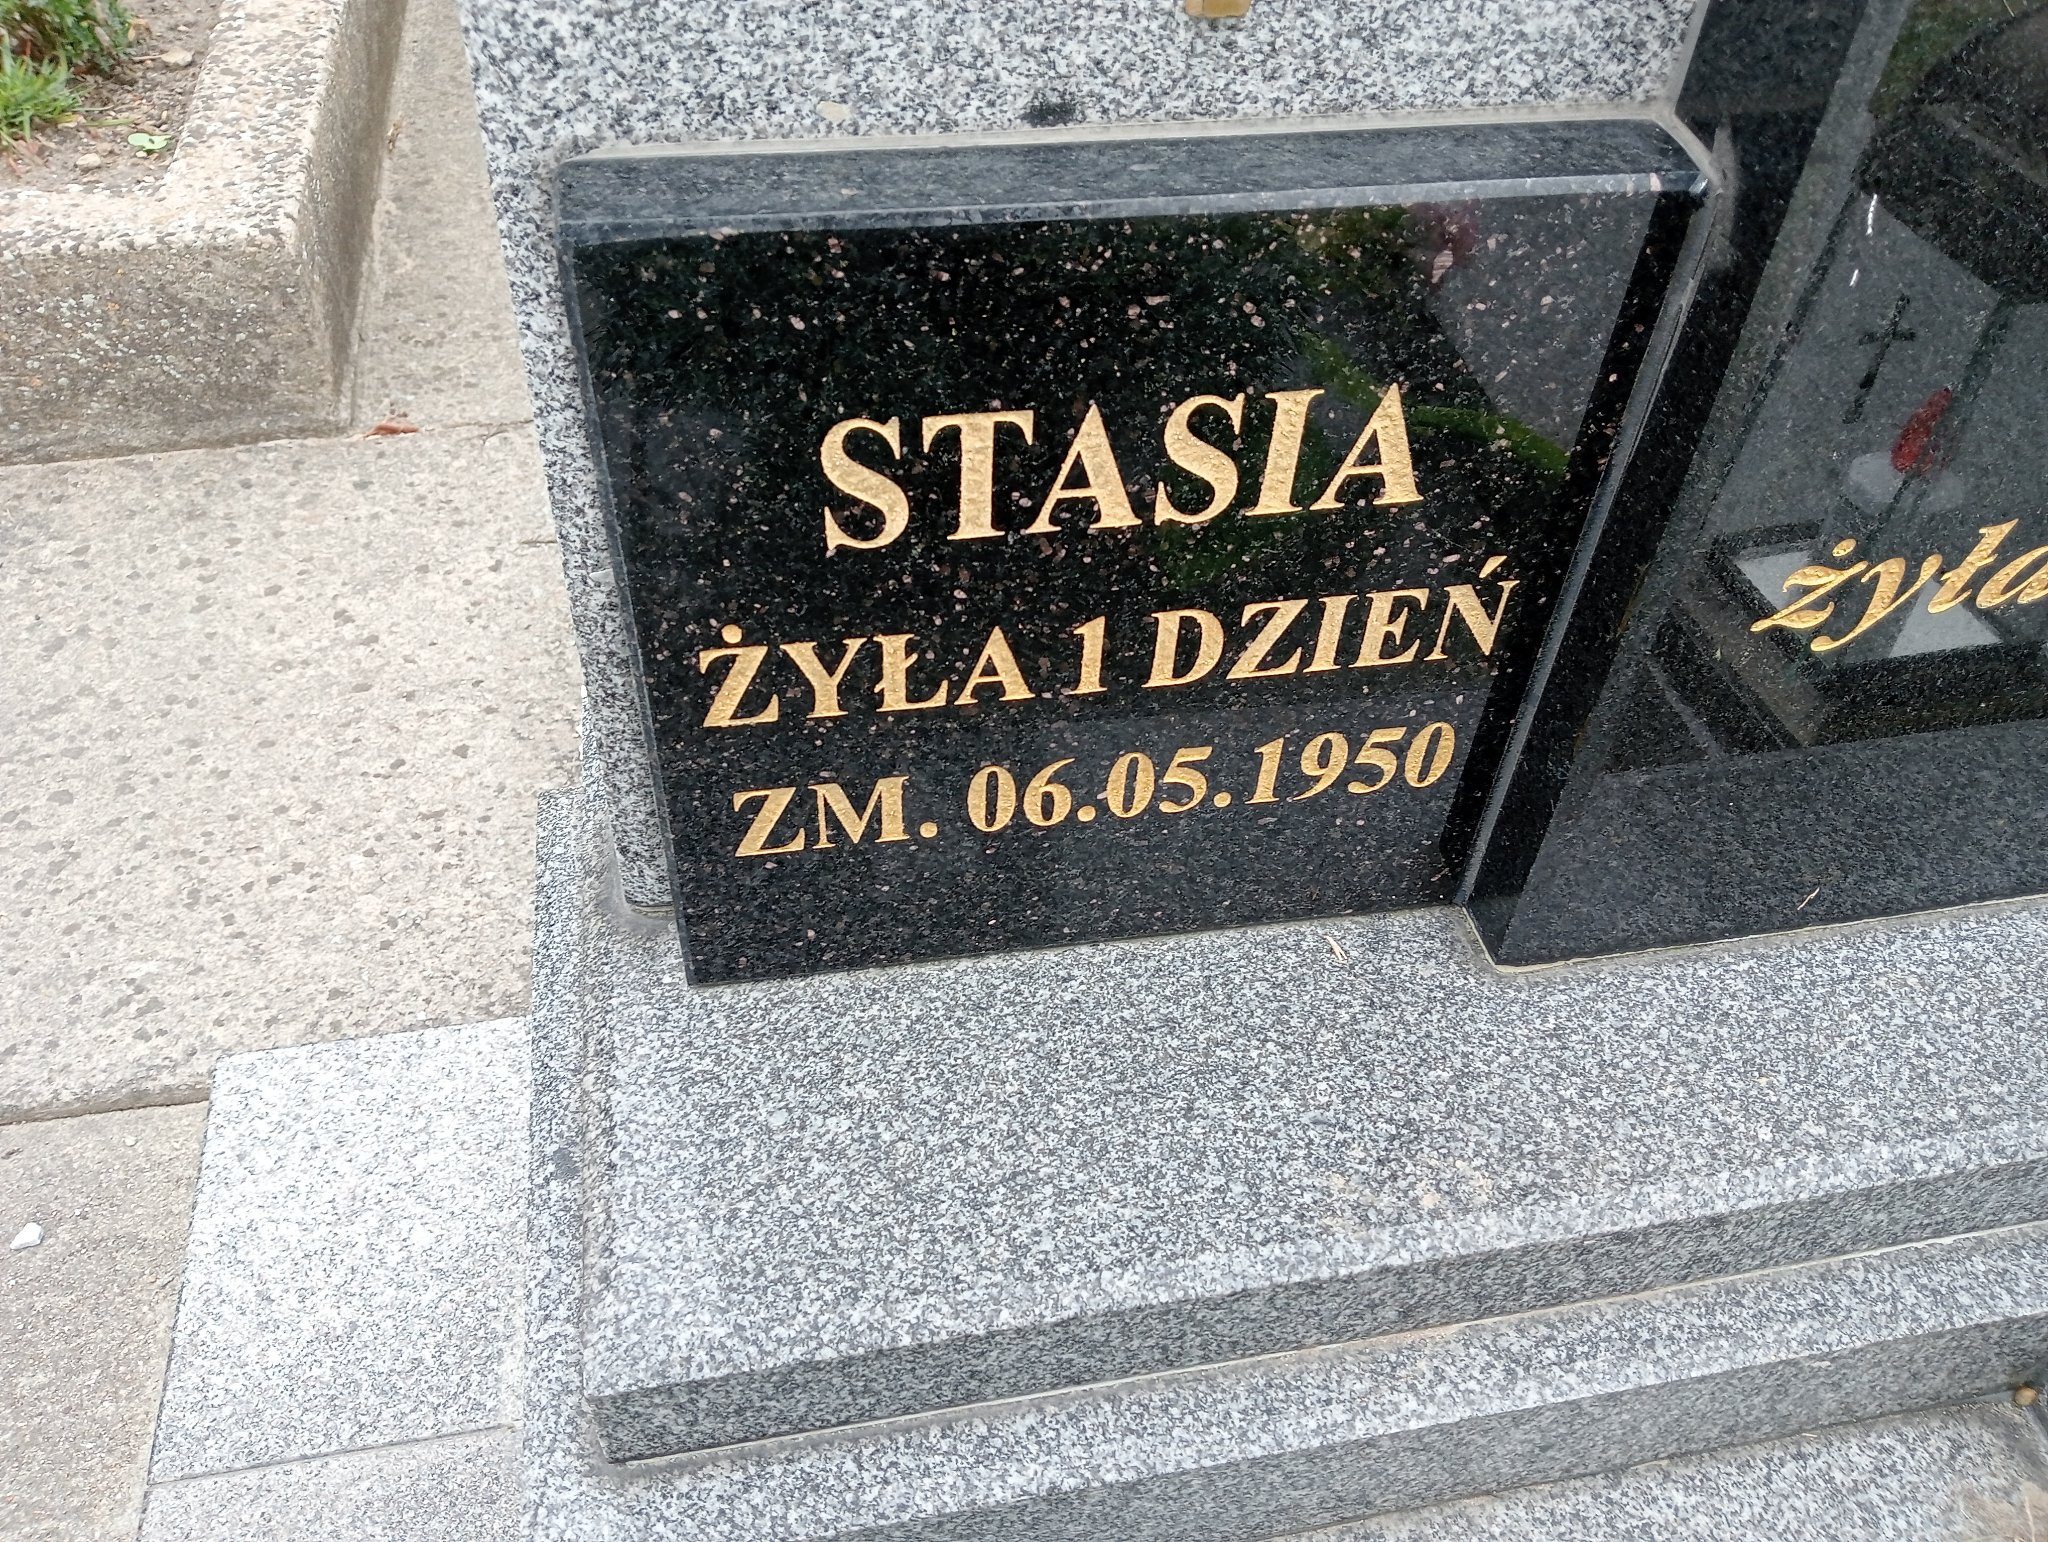 STASIA
ŻYŁA 1 DZIEŃ
ZM. 06.05.1950
żyła